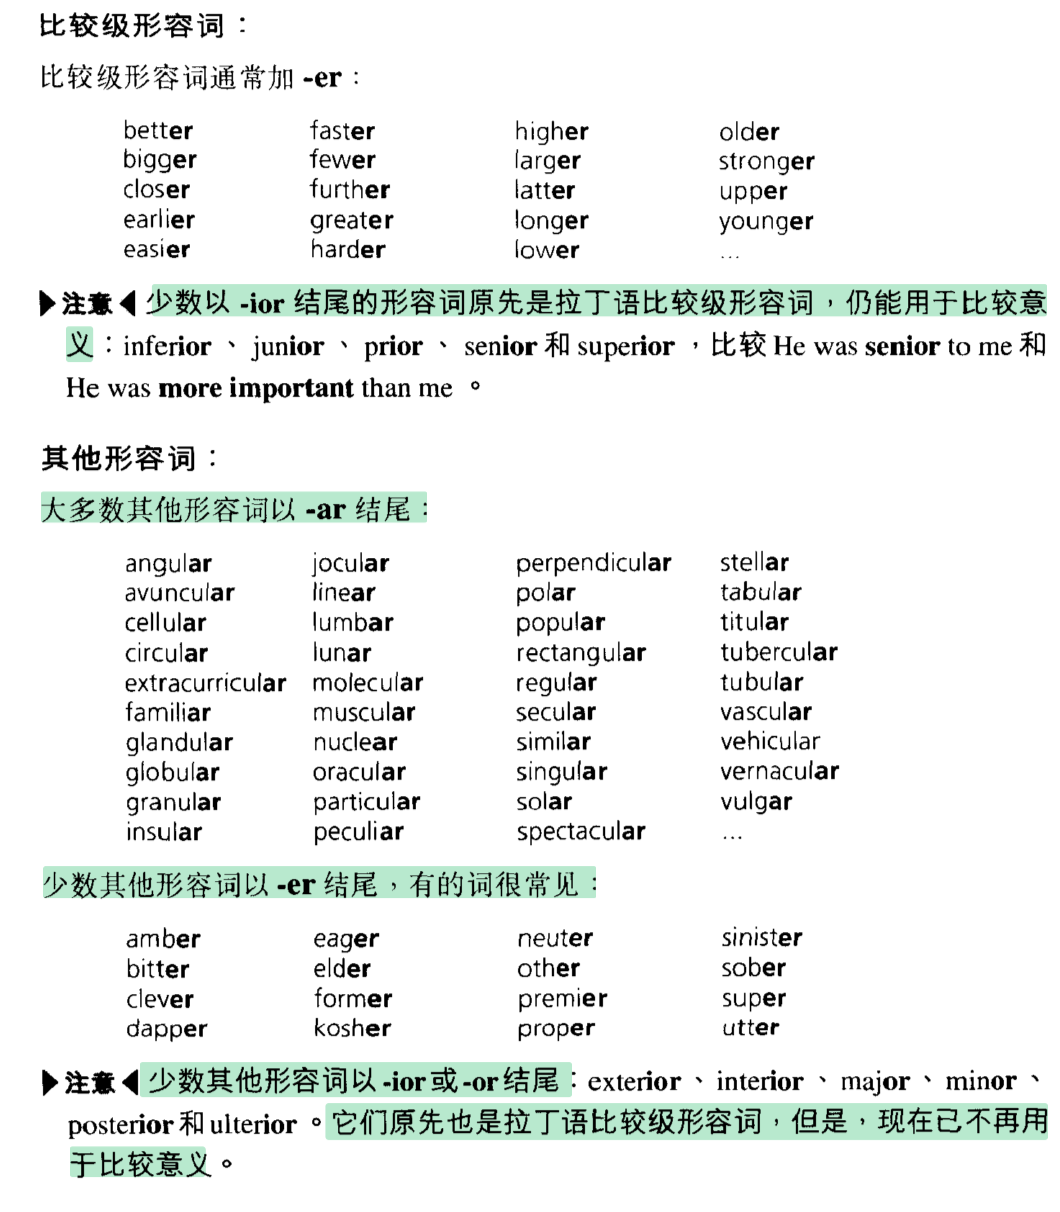 比较级形容词：
比较级形容词通常加 -er：
better faster higher older
bigger fewer larger stronger
closer further latter upper
earlier greater longer younger
easier harder lower ...
▶注意◀ 少数以 -ior 结尾的形容词原先是拉丁语比较级形容词，仍能用于比较意
义：inferior 、 junior 、 prior 、 senior 和 superior ，比较 He was senior to me 和
He was more important than me 。
其他形容词：
大多数其他形容词以 -ar 结尾：
angular jocular perpendicular stellar
avuncular linear polar tabular
cellular lumbar popular titular
circular lunar rectangular tubercular
extracurricular molecular regular tubular
familiar muscular secular vascular
glandular nuclear similar vehicular
globular oracular singular vernacular
granular particular solar vulgar
insular peculiar spectacular ...
少数其他形容词以 -er 结尾，有的词很常见：
amber eager neuter sinister
bitter elder other sober
clever former premier super
dapper kosher proper utter
▶注意◀ 少数其他形容词以 -ior 或 -or 结尾：exterior 、 interior 、 major 、 minor 、
posterior 和 ulterior 。它们原先也是拉丁语比较级形容词，但是，现在已不再用
于比较意义。